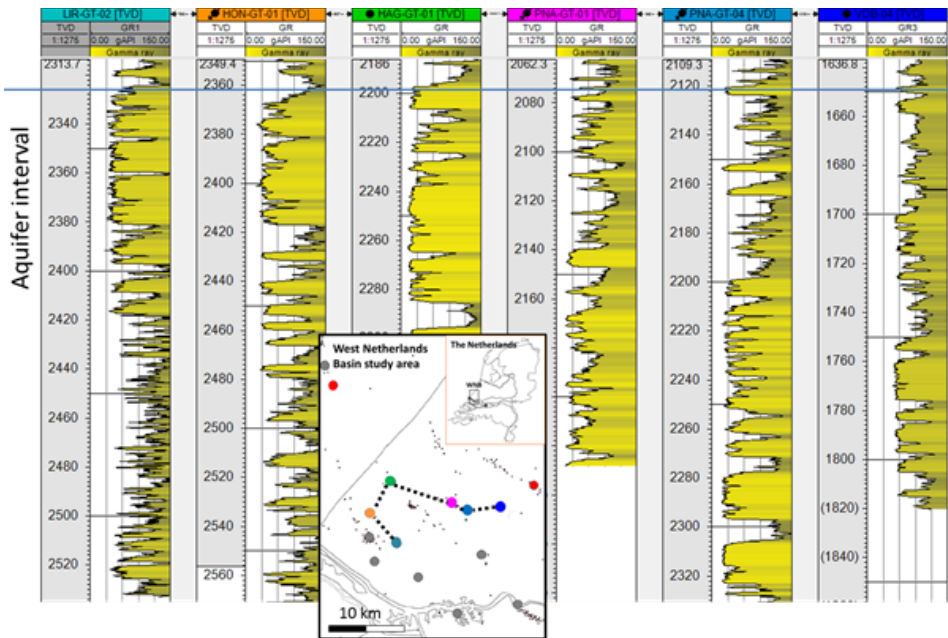 LIR-GT-02 [TVD]
HON-GT-01 [TVD]
HAG-GT-01 [TVD]
PNA-GT-01 [TVD]
PNA-GT-04 [TVD]
TVD GR1
TVD GR
TVD GR
TVD GR
TVD GR
TVD GR3
1:1275 0.00 gAPI 150.00
1:1275 0.00 gAPI 150.00
1:1275 0.00 gAPI 150.00
1:1275 0.00 gAPI 150.00
1:1275 0.00 gAPI 150.00
1:1275 0.00 gAPI 150.00
Gamma ray
Gamma ray
Gamma ray
Gamma ray
Gamma ray
Gamma ray
Aquifer interval
2313.7
2340
2360
2380
2400
2420
2440
2460
2480
2500
2520
2349.4
2360
2380
2400
2420
2440
2460
2480
2500
2520
2540
2560
2186
2200
2220
2240
2260
2280
2062.3
2080
2100
2120
2140
2160
2109.3
2120
2140
2160
2180
2200
2220
2240
2260
2280
2300
2320
1636.8
1660
1680
1700
1720
1740
1760
1780
1800
(1820)
(1840)
West Netherlands
Basin study area
The Netherlands
WNB
10 km